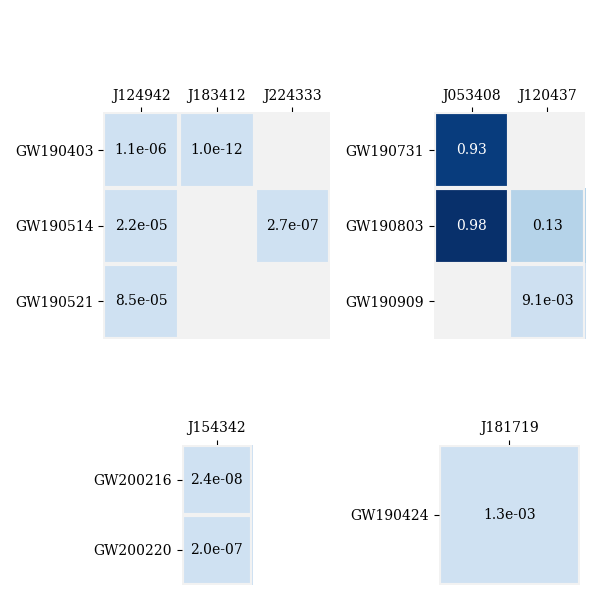 J124942 J183412 J224333
GW190403 1.1e-06 1.0e-12
GW190514 2.2e-05 2.7e-07
GW190521 8.5e-05
J053408 J120437
GW190731 0.93
GW190803 0.98 0.13
GW190909 9.1e-03
J154342
GW200216 2.4e-08
GW200220 2.0e-07
J181719
GW190424 1.3e-03